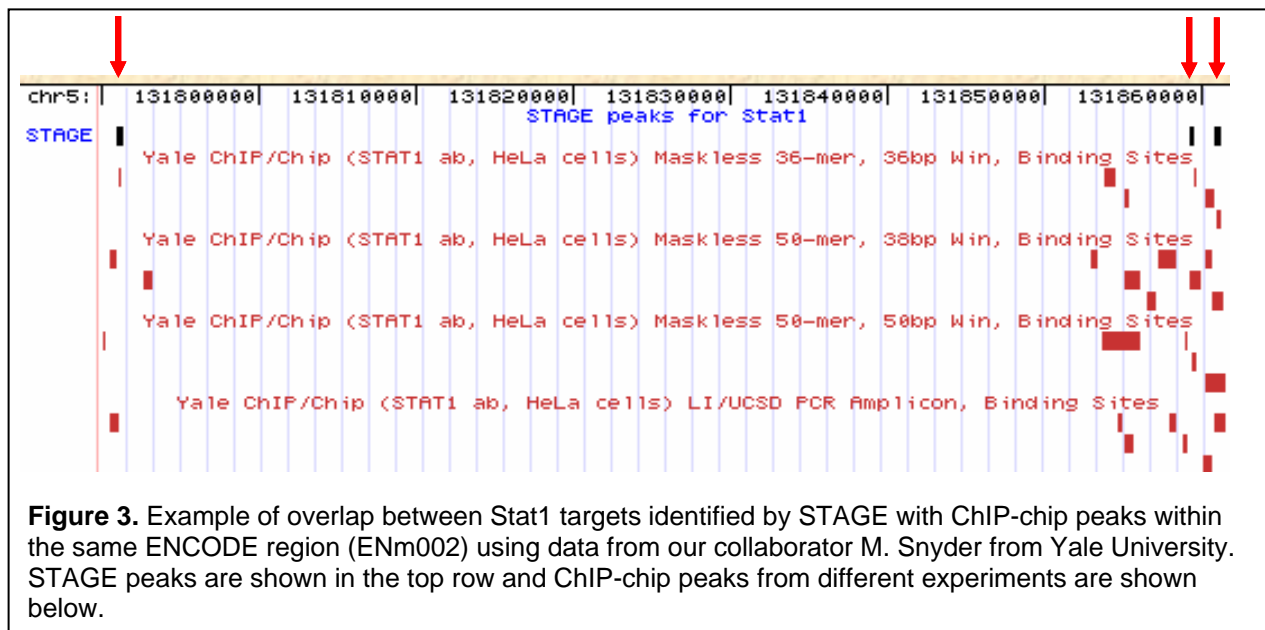 chr5: | 131800000| 131810000| 131820000| 131830000| 131840000| 131850000| 131860000|
STAGE peaks for Stat1
STAGE
Yale ChIP/Chip (STAT1 ab, HeLa cells) Maskless 36-mer, 36bp Win, Binding Sites
Yale ChIP/Chip (STAT1 ab, HeLa cells) Maskless 50-mer, 38bp Win, Binding Sites
Yale ChIP/Chip (STAT1 ab, HeLa cells) Maskless 50-mer, 50bp Win, Binding Sites
Yale ChIP/Chip (STAT1 ab, HeLa cells) LI/UCSD PCR Amplicon, Binding Sites
Figure 3. Example of overlap between Stat1 targets identified by STAGE with ChIP-chip peaks within
the same ENCODE region (ENm002) using data from our collaborator M. Snyder from Yale University.
STAGE peaks are shown in the top row and ChIP-chip peaks from different experiments are shown
below.